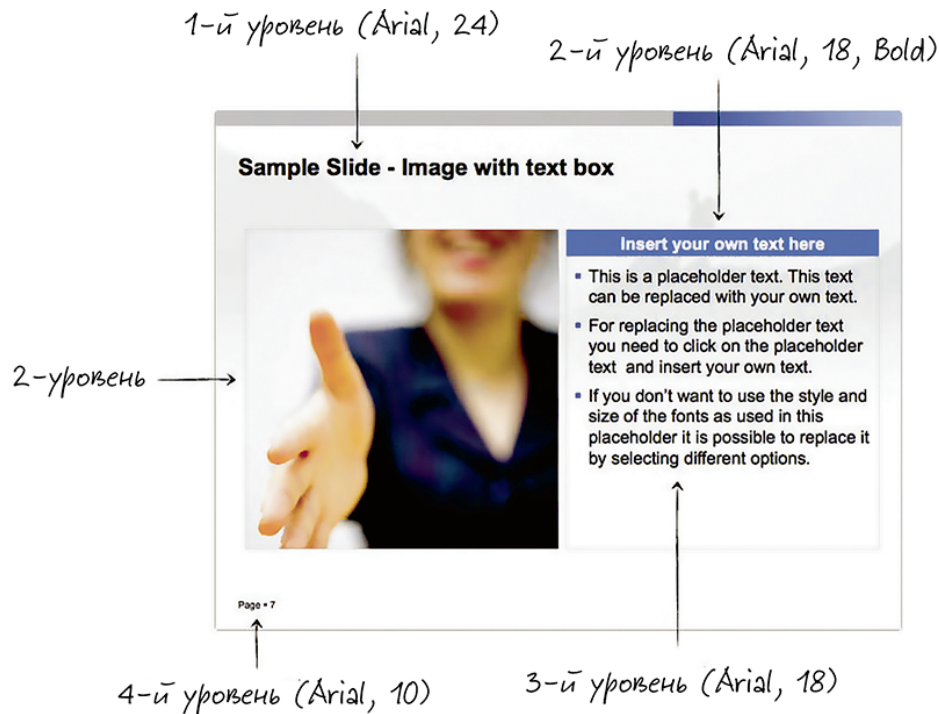 1-й уровень (Arial, 24)
2-й уровень (Arial, 18, Bold)
Sample Slide - Image with text box
Insert your own text here
▪ This is a placeholder text. This text
can be replaced with your own text.
▪ For replacing the placeholder text
you need to click on the placeholder
text and insert your own text.
▪ If you don't want to use the style and
size of the fonts as used in this
placeholder it is possible to replace it
by selecting different options.
2-уровень
Page ▪ 7
4-й уровень (Arial, 10)
3-й уровень (Arial, 18)